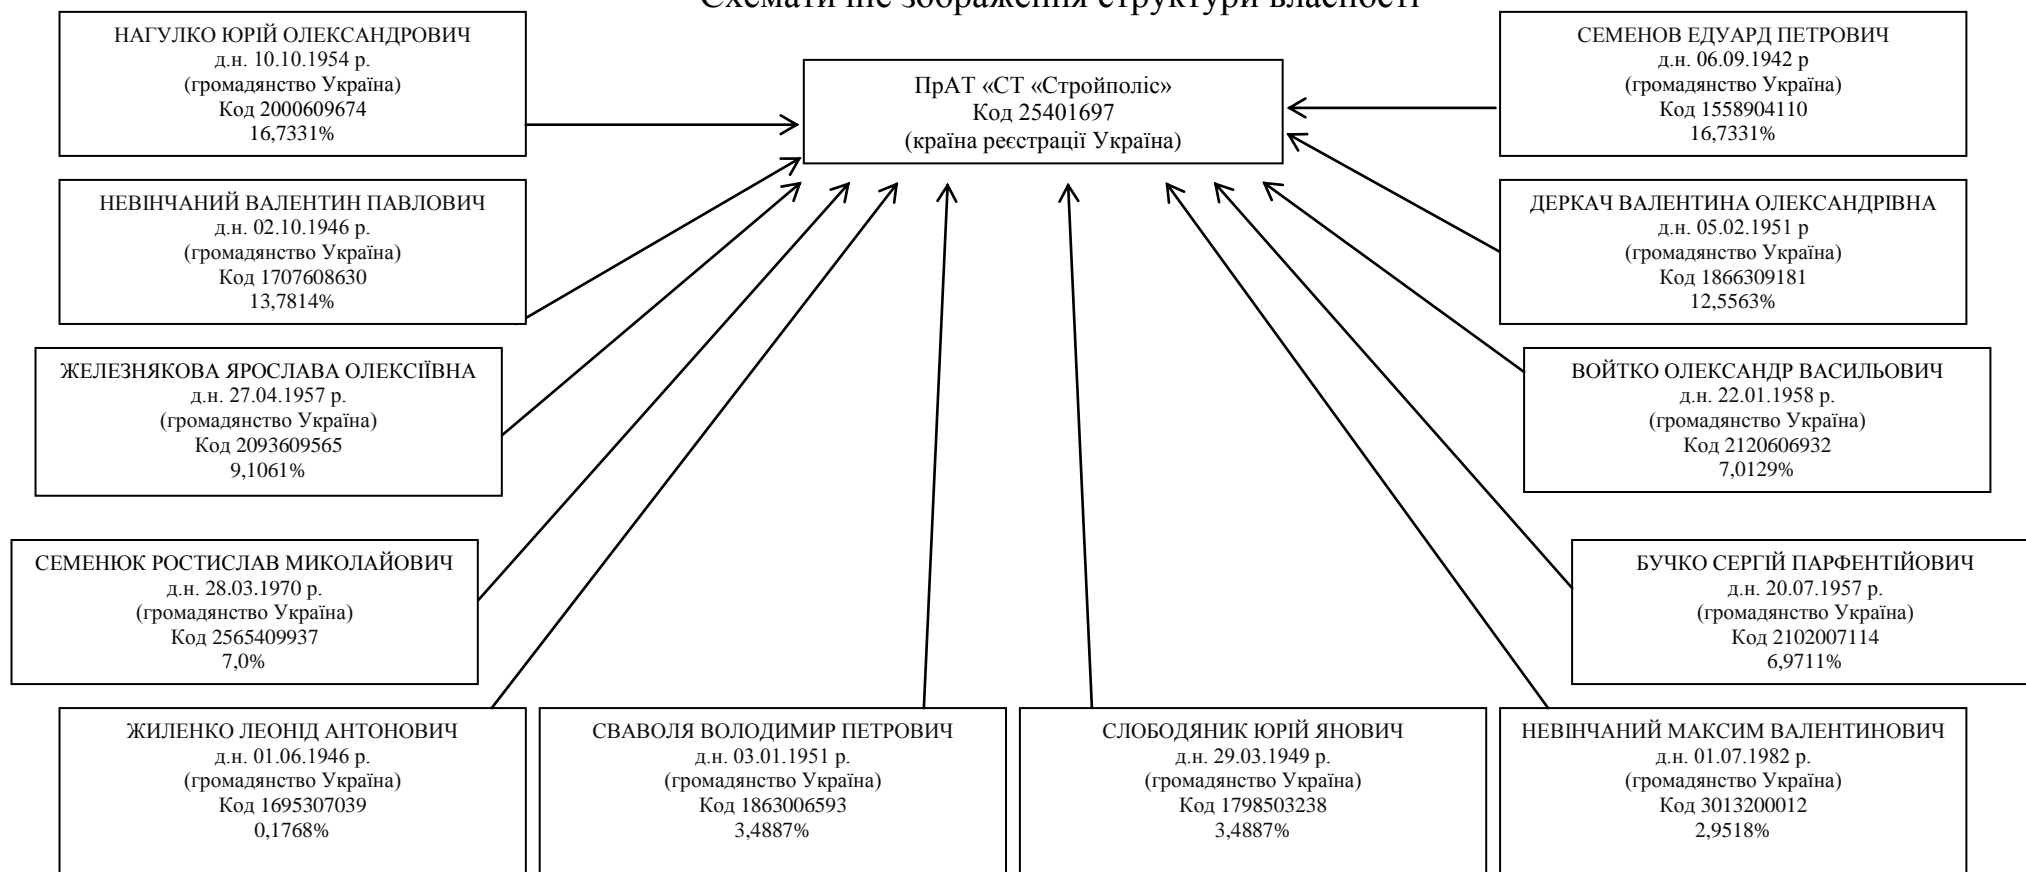 Схематичне зображення структури власності
НАГУЛКО ЮРІЙ ОЛЕКСАНДРОВИЧ
д.н. 10.10.1954 р.
(громадянство Україна)
Код 2000609674
16,7331%
ПрАТ «СТ «Стройполіс»
Код 25401697
(країна реєстрації Україна)
СЕМЕНОВ ЕДУАРД ПЕТРОВИЧ
д.н. 06.09.1942 р
(громадянство Україна)
Код 1558904110
16,7331%
НЕВІНЧАНИЙ ВАЛЕНТИН ПАВЛОВИЧ
д.н. 02.10.1946 р.
(громадянство Україна)
Код 1707608630
13,7814%
ДЕРКАЧ ВАЛЕНТИНА ОЛЕКСАНДРІВНА
д.н. 05.02.1951 р
(громадянство Україна)
Код 1866309181
12,5563%
ЖЕЛЕЗНЯКОВА ЯРОСЛАВА ОЛЕКСІЇВНА
д.н. 27.04.1957 р.
(громадянство Україна)
Код 2093609565
9,1061%
ВОЙТКО ОЛЕКСАНДР ВАСИЛЬОВИЧ
д.н. 22.01.1958 р.
(громадянство Україна)
Код 2120606932
7,0129%
СЕМЕНЮК РОСТИСЛАВ МИКОЛАЙОВИЧ
д.н. 28.03.1970 р.
(громадянство Україна)
Код 2565409937
7,0%
БУЧКО СЕРГІЙ ПАРФЕНТІЙОВИЧ
д.н. 20.07.1957 р.
(громадянство Україна)
Код 2102007114
6,9711%
ЖИЛЕНКО ЛЕОНІД АНТОНОВИЧ
д.н. 01.06.1946 р.
(громадянство Україна)
Код 1695307039
0,1768%
СВАВОЛЯ ВОЛОДИМИР ПЕТРОВИЧ
д.н. 03.01.1951 р.
(громадянство Україна)
Код 1863006593
3,4887%
СЛОБОДЯНИК ЮРІЙ ЯНОВИЧ
д.н. 29.03.1949 р.
(громадянство Україна)
Код 1798503238
3,4887%
НЕВІНЧАНИЙ МАКСИМ ВАЛЕНТИНОВИЧ
д.н. 01.07.1982 р.
(громадянство Україна)
Код 3013200012
2,9518%